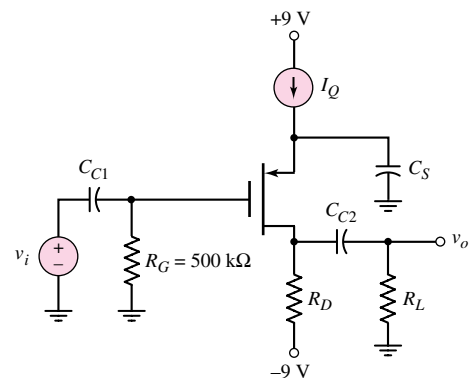 +9 V
I_Q
C_C1
C_S
C_C2
v_i
+
–
R_G = 500 kΩ
v_o
R_D
R_L
–9 V